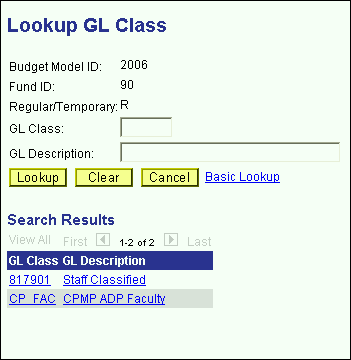 Lookup GL Class
Budget Model ID: 2006
Fund ID: 90
Regular/Temporary: R
GL Class:
GL Description:
Lookup Clear Cancel Basic Lookup
Search Results
View All First 1-2 of 2 Last
GL Class GL Description
817901 Staff Classified
CP_FAC CPMP ADP Faculty